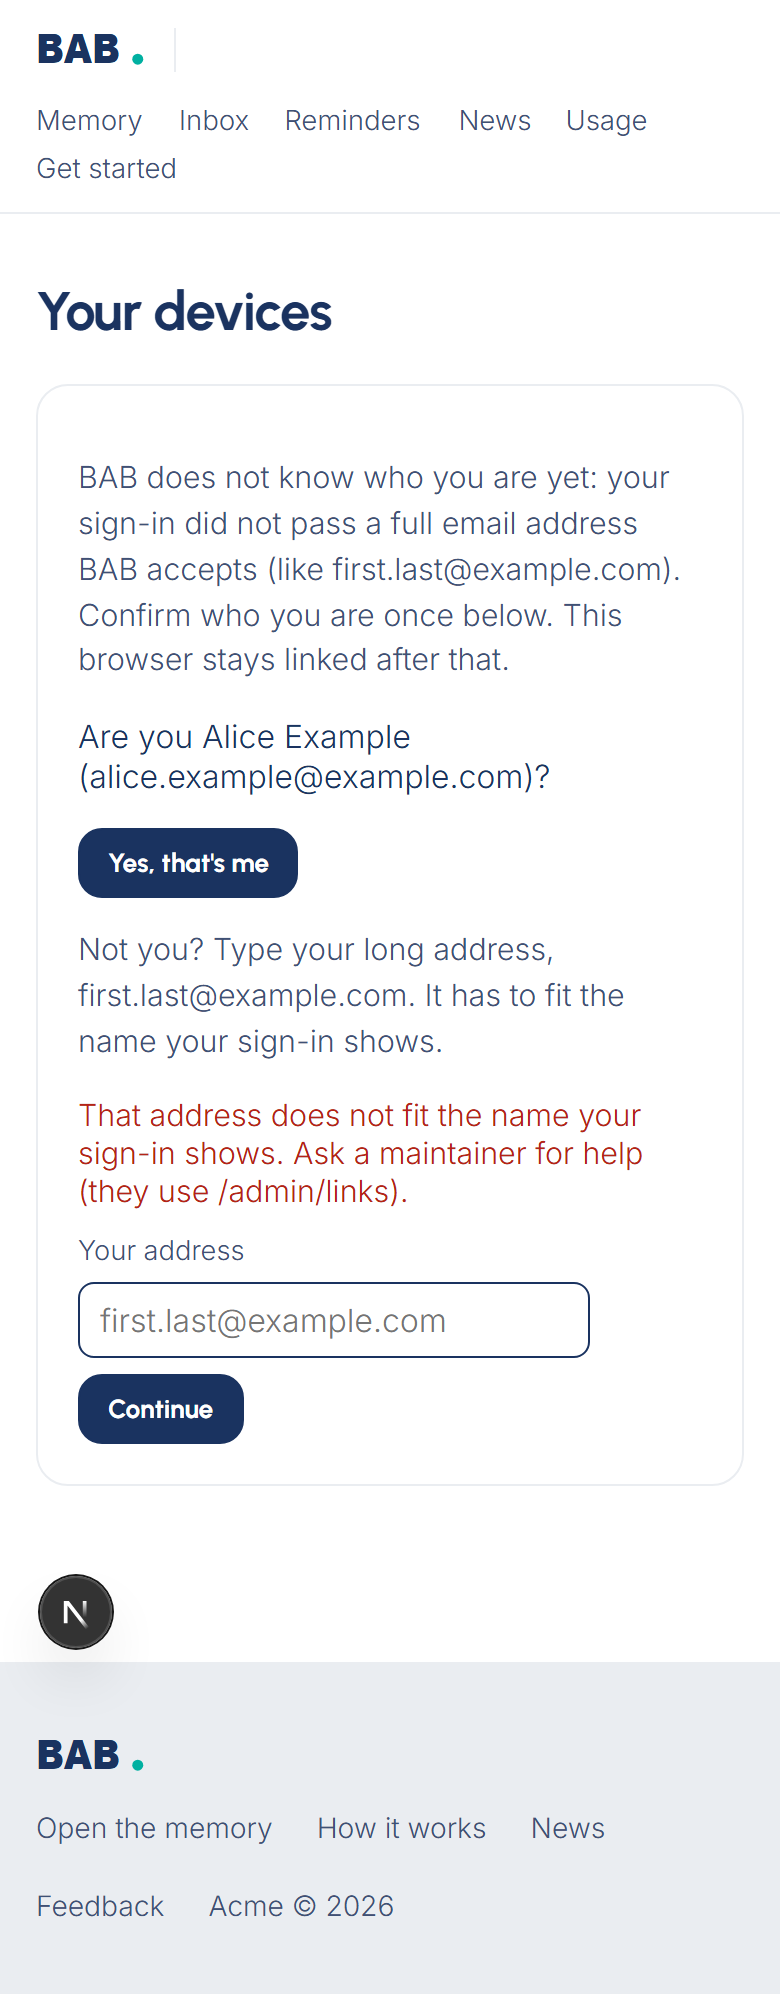 BAB .
Memory Inbox Reminders News Usage
Get started
Your devices
BAB does not know who you are yet: your
sign-in did not pass a full email address
BAB accepts (like first.last@example.com).
Confirm who you are once below. This
browser stays linked after that.
Are you Alice Example
(alice.example@example.com)?
Yes, that's me
Not you? Type your long address,
first.last@example.com. It has to fit the
name your sign-in shows.
That address does not fit the name your
sign-in shows. Ask a maintainer for help
(they use /admin/links).
Your address
first.last@example.com
Continue
N
BAB .
Open the memory How it works News
Feedback Acme © 2026